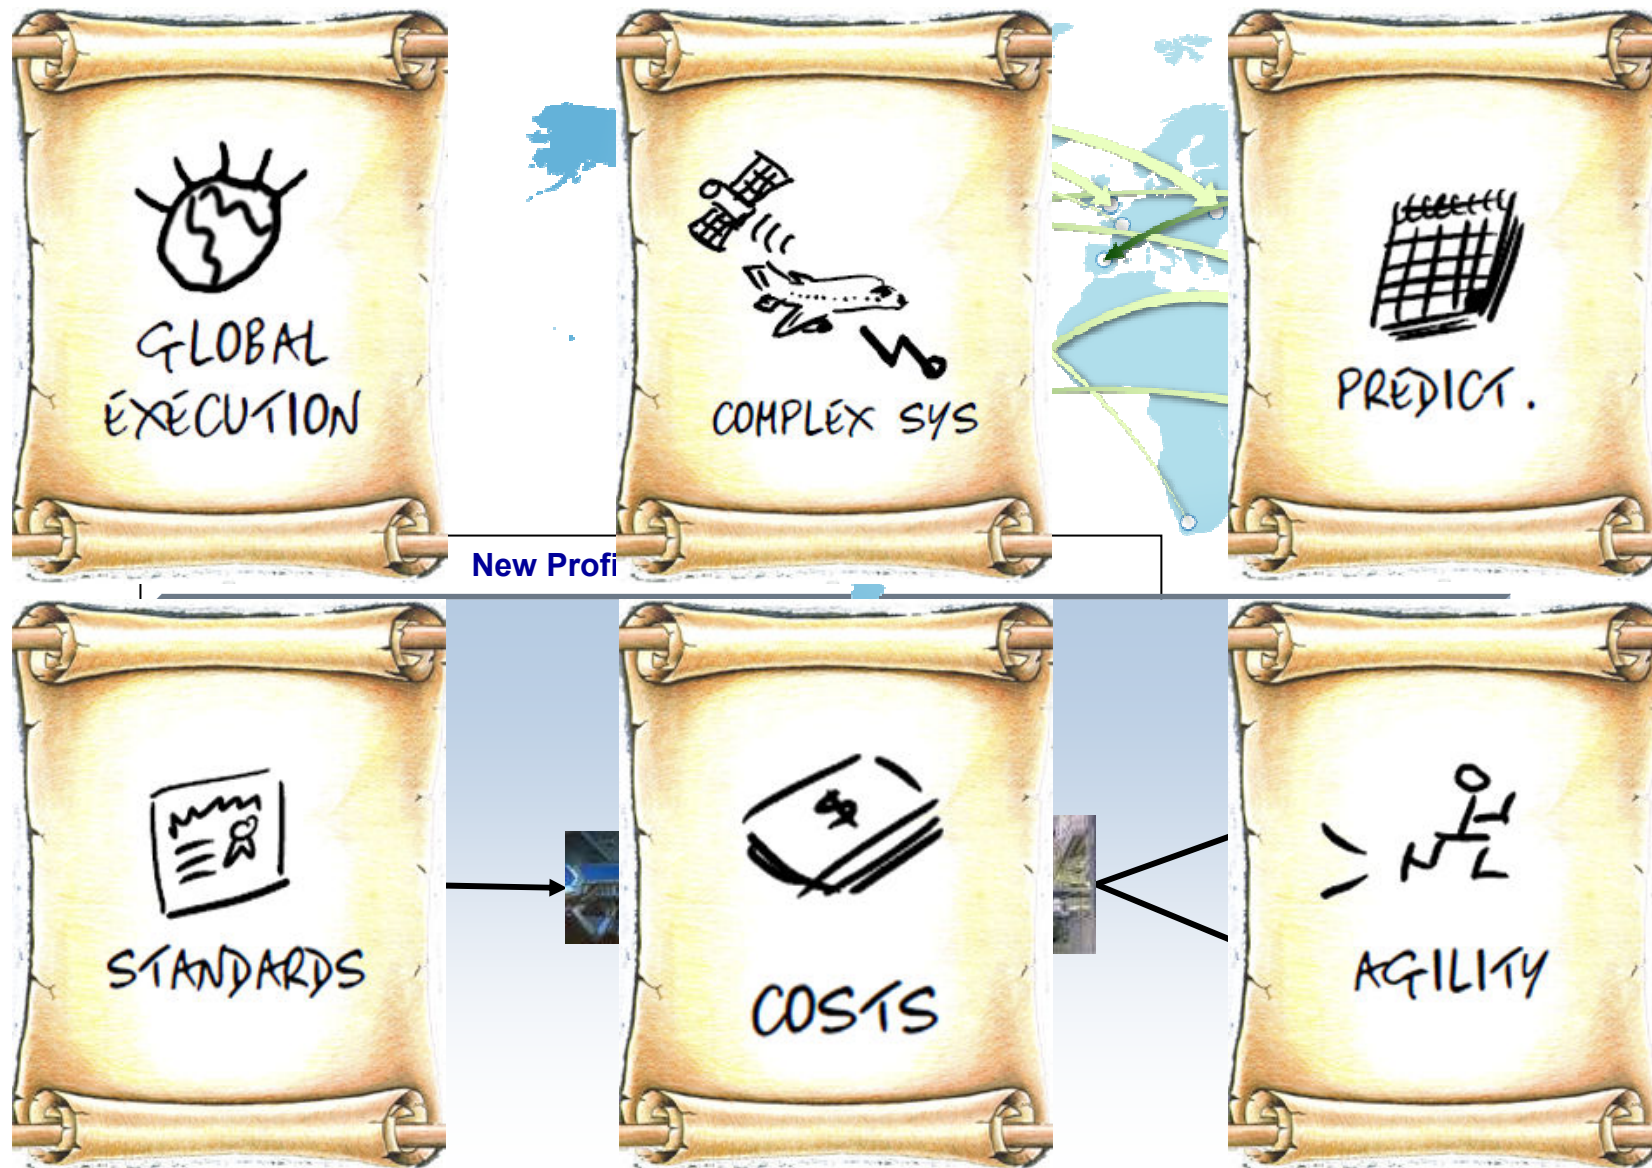 GLOBAL
EXECUTION
COMPLEX SYS
PREDICT.
New Profi
STANDARDS
$
COSTS
AGILITY